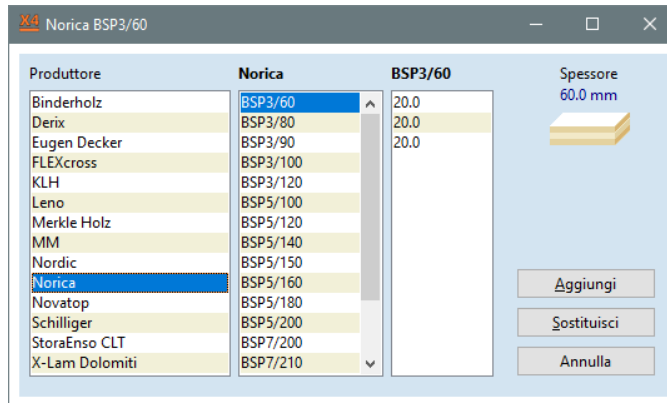 X4 Norica BSP3/60
Produttore
Binderholz
Derix
Eugen Decker
FLEXcross
KLH
Leno
Merkle Holz
MM
Nordic
Norica
Novatop
Schilliger
StoraEnso CLT
X-Lam Dolomiti
Norica
BSP3/60
BSP3/80
BSP3/90
BSP3/100
BSP3/120
BSP5/100
BSP5/120
BSP5/140
BSP5/150
BSP5/160
BSP5/180
BSP5/200
BSP7/200
BSP7/210
BSP3/60
20.0
20.0
20.0
Spessore
60.0 mm
Aggiungi
Sostituisci
Annulla